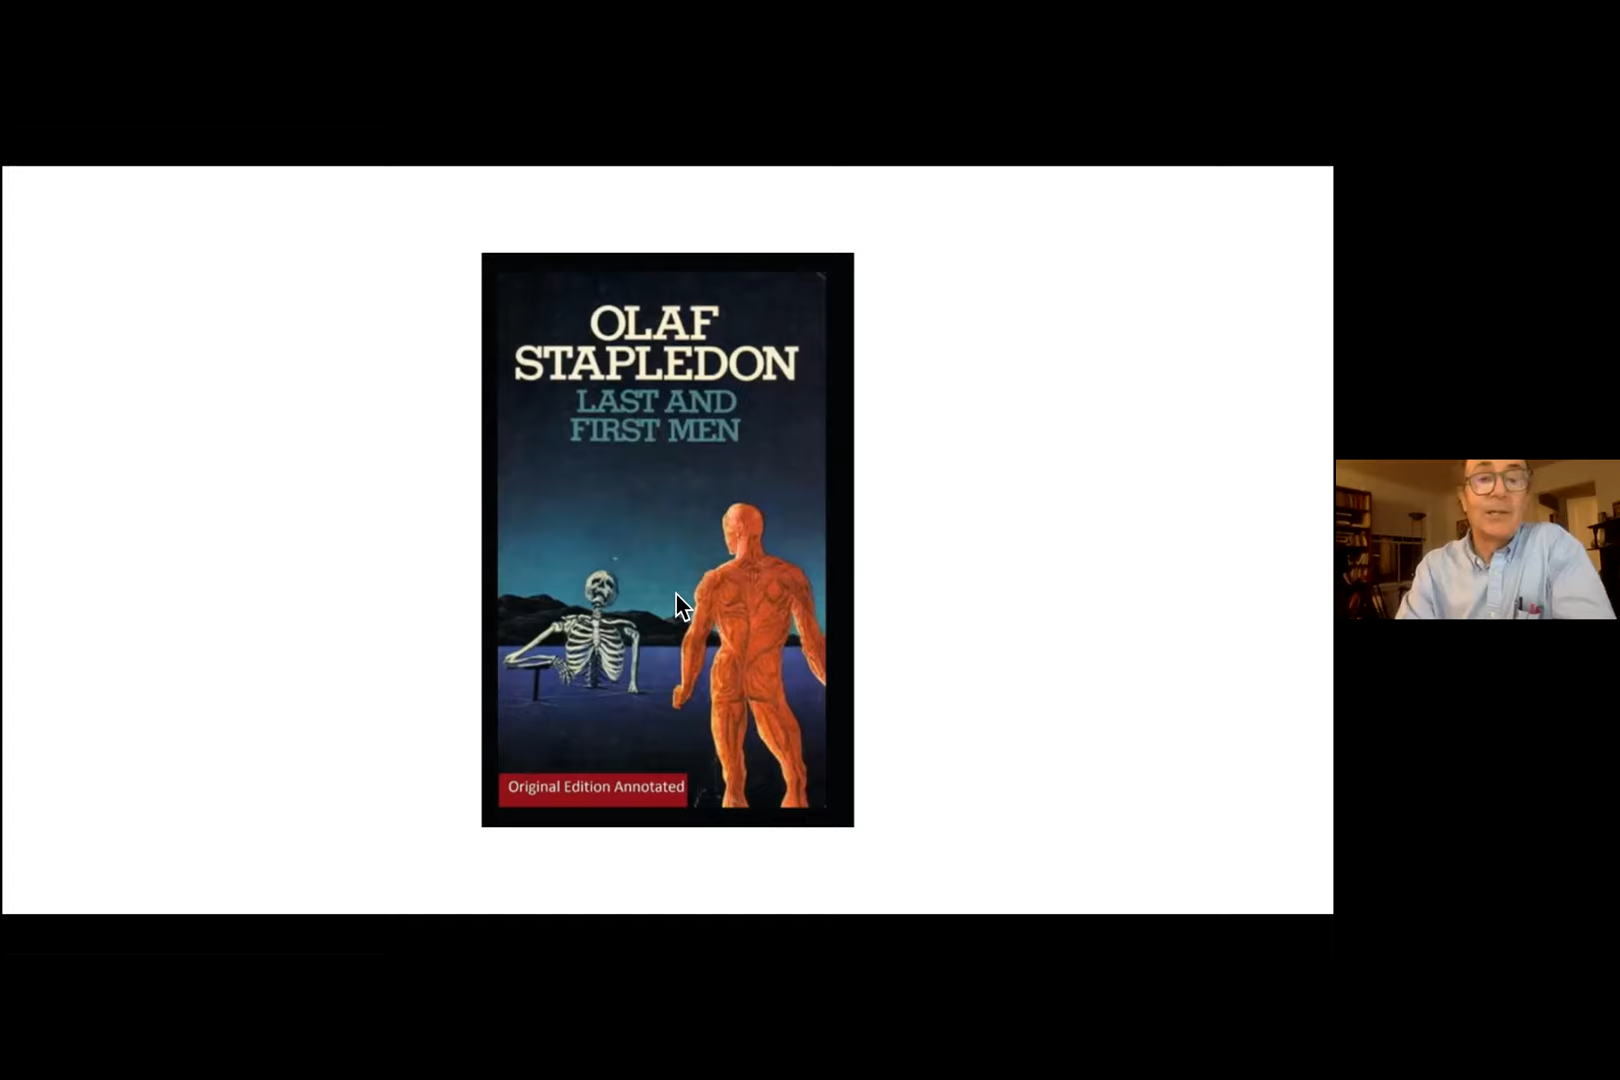 OLAF
STAPLEDON
LAST AND
FIRST MEN
Original Edition Annotated